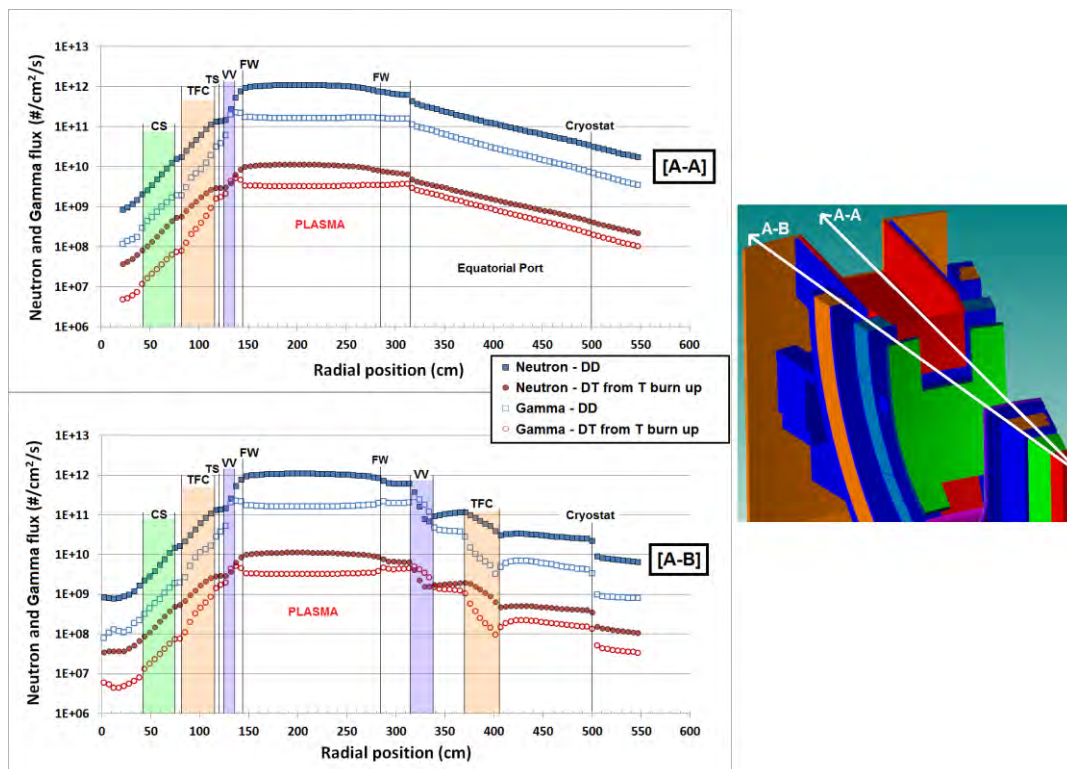 1E+13
1E+12
1E+11
1E+10
1E+09
1E+08
1E+07
1E+06
Neutron and Gamma flux (#/cm²/s)
CS
TFC
TS
VV
FW
FW
Cryostat
[A-A]
PLASMA
Equatorial Port
0 50 100 150 200 250 300 350 400 450 500 550 600
Radial position (cm)
Neutron - DD
Neutron - DT from T burn up
Gamma - DD
Gamma - DT from T burn up
1E+13
1E+12
1E+11
1E+10
1E+09
1E+08
1E+07
1E+06
Neutron and Gamma flux (#/cm²/s)
CS
TFC
TS
VV
FW
FW
VV
TFC
Cryostat
[A-B]
PLASMA
0 50 100 150 200 250 300 350 400 450 500 550 600
Radial position (cm)
A-A
A-B